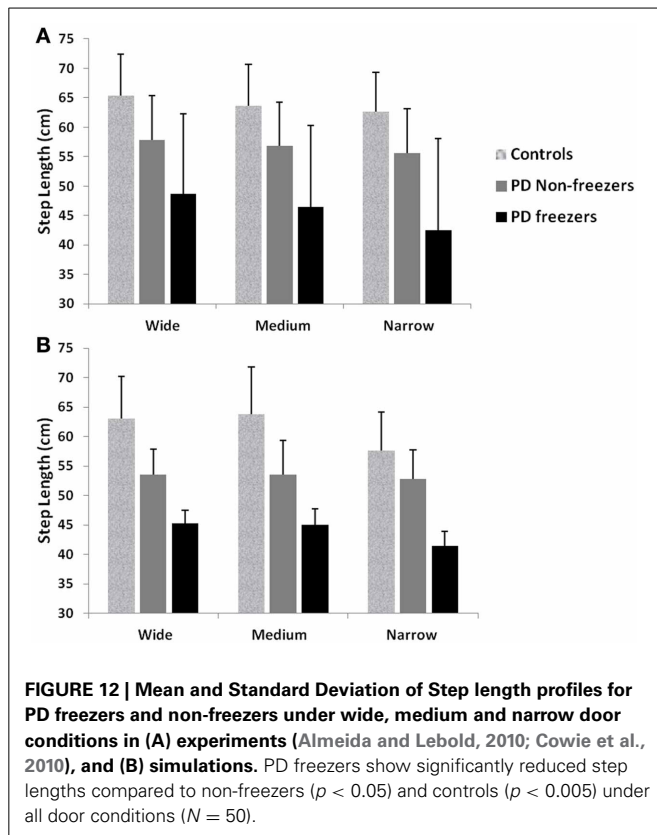 A
75
70
65
60
55
50
45
40
35
30
Step Length (cm)
Wide Medium Narrow
Controls
PD Non-freezers
PD freezers
B
75
70
65
60
55
50
45
40
35
30
Step Length (cm)
Wide Medium Narrow
FIGURE 12 | Mean and Standard Deviation of Step length profiles for
PD freezers and non-freezers under wide, medium and narrow door
conditions in (A) experiments (Almeida and Lebold, 2010; Cowie et al.,
2010), and (B) simulations. PD freezers show significantly reduced step
lengths compared to non-freezers (p < 0.05) and controls (p < 0.005) under
all door conditions (N = 50).